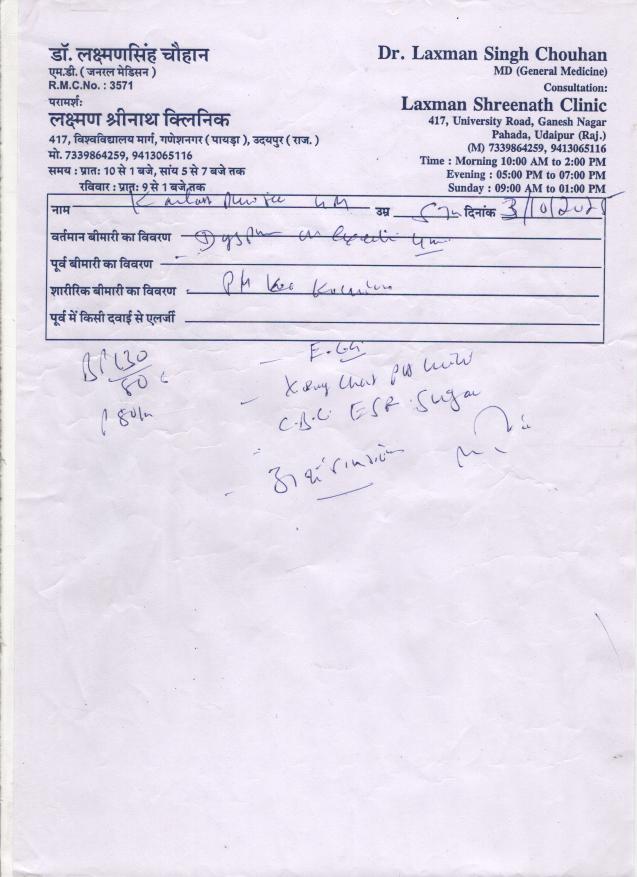 डॉ. लक्ष्मणसिंह चौहान
एम.डी. ( जनरल मेडिसन )
R.M.C.No. : 3571
परामर्श:
लक्ष्मण श्रीनाथ क्लिनिक
417, विश्वविद्यालय मार्ग, गणेशनगर ( पायड़ा ), उदयपुर ( राज. )
मो. 7339864259, 9413065116
समय : प्रात: 10 से 1 बजे, सांय 5 से 7 बजे तक
रविवार : प्रात: 9 से 1 बजे तक
Dr. Laxman Singh Chouhan
MD (General Medicine)
Consultation:
Laxman Shreenath Clinic
417, University Road, Ganesh Nagar
Pahada, Udaipur (Raj.)
(M) 7339864259, 9413065116
Time : Morning 10:00 AM to 2:00 PM
Evening : 05:00 PM to 07:00 PM
Sunday : 09:00 AM to 01:00 PM
नाम उम्र दिनांक
वर्तमान बीमारी का विवरण
पूर्व बीमारी का विवरण
शारीरिक बीमारी का विवरण
पूर्व में किसी दवाई से एलर्जी
BP 130
80
X Ray Chest PA
C.B.C. ESR Sugar